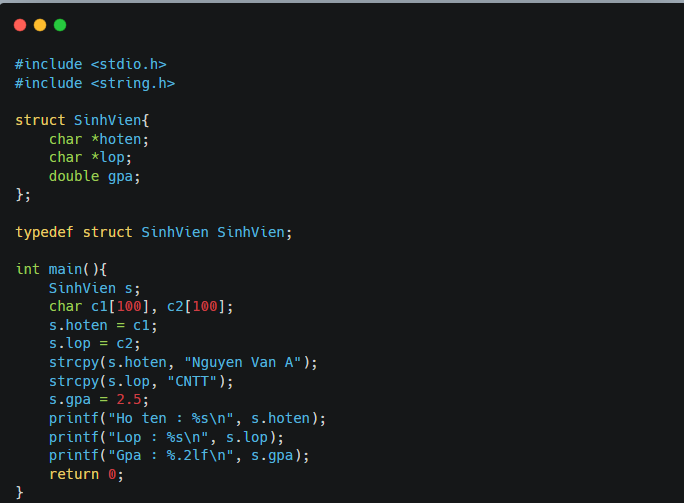 #include <stdio.h>
#include <string.h>

struct SinhVien{
    char *hoten;
    char *lop;
    double gpa;
};

typedef struct SinhVien SinhVien;

int main(){
    SinhVien s;
    char c1[100], c2[100];
    s.hoten = c1;
    s.lop = c2;
    strcpy(s.hoten, "Nguyen Van A");
    strcpy(s.lop, "CNTT");
    s.gpa = 2.5;
    printf("Ho ten : %s\n", s.hoten);
    printf("Lop : %s\n", s.lop);
    printf("Gpa : %.2lf\n", s.gpa);
    return 0;
}